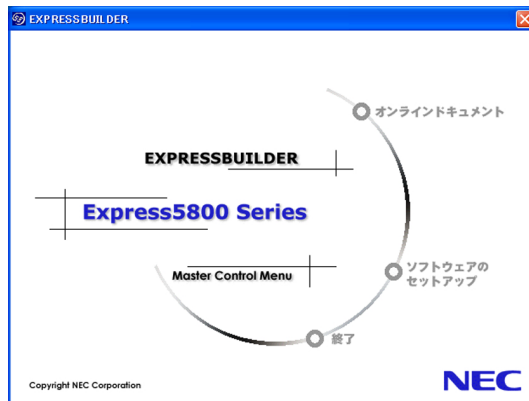 EXPRESSBUILDER
オンラインドキュメント
EXPRESSBUILDER
Express5800 Series
ソフトウェアの
セットアップ
Master Control Menu
終了
Copyright NEC Corporation
NEC